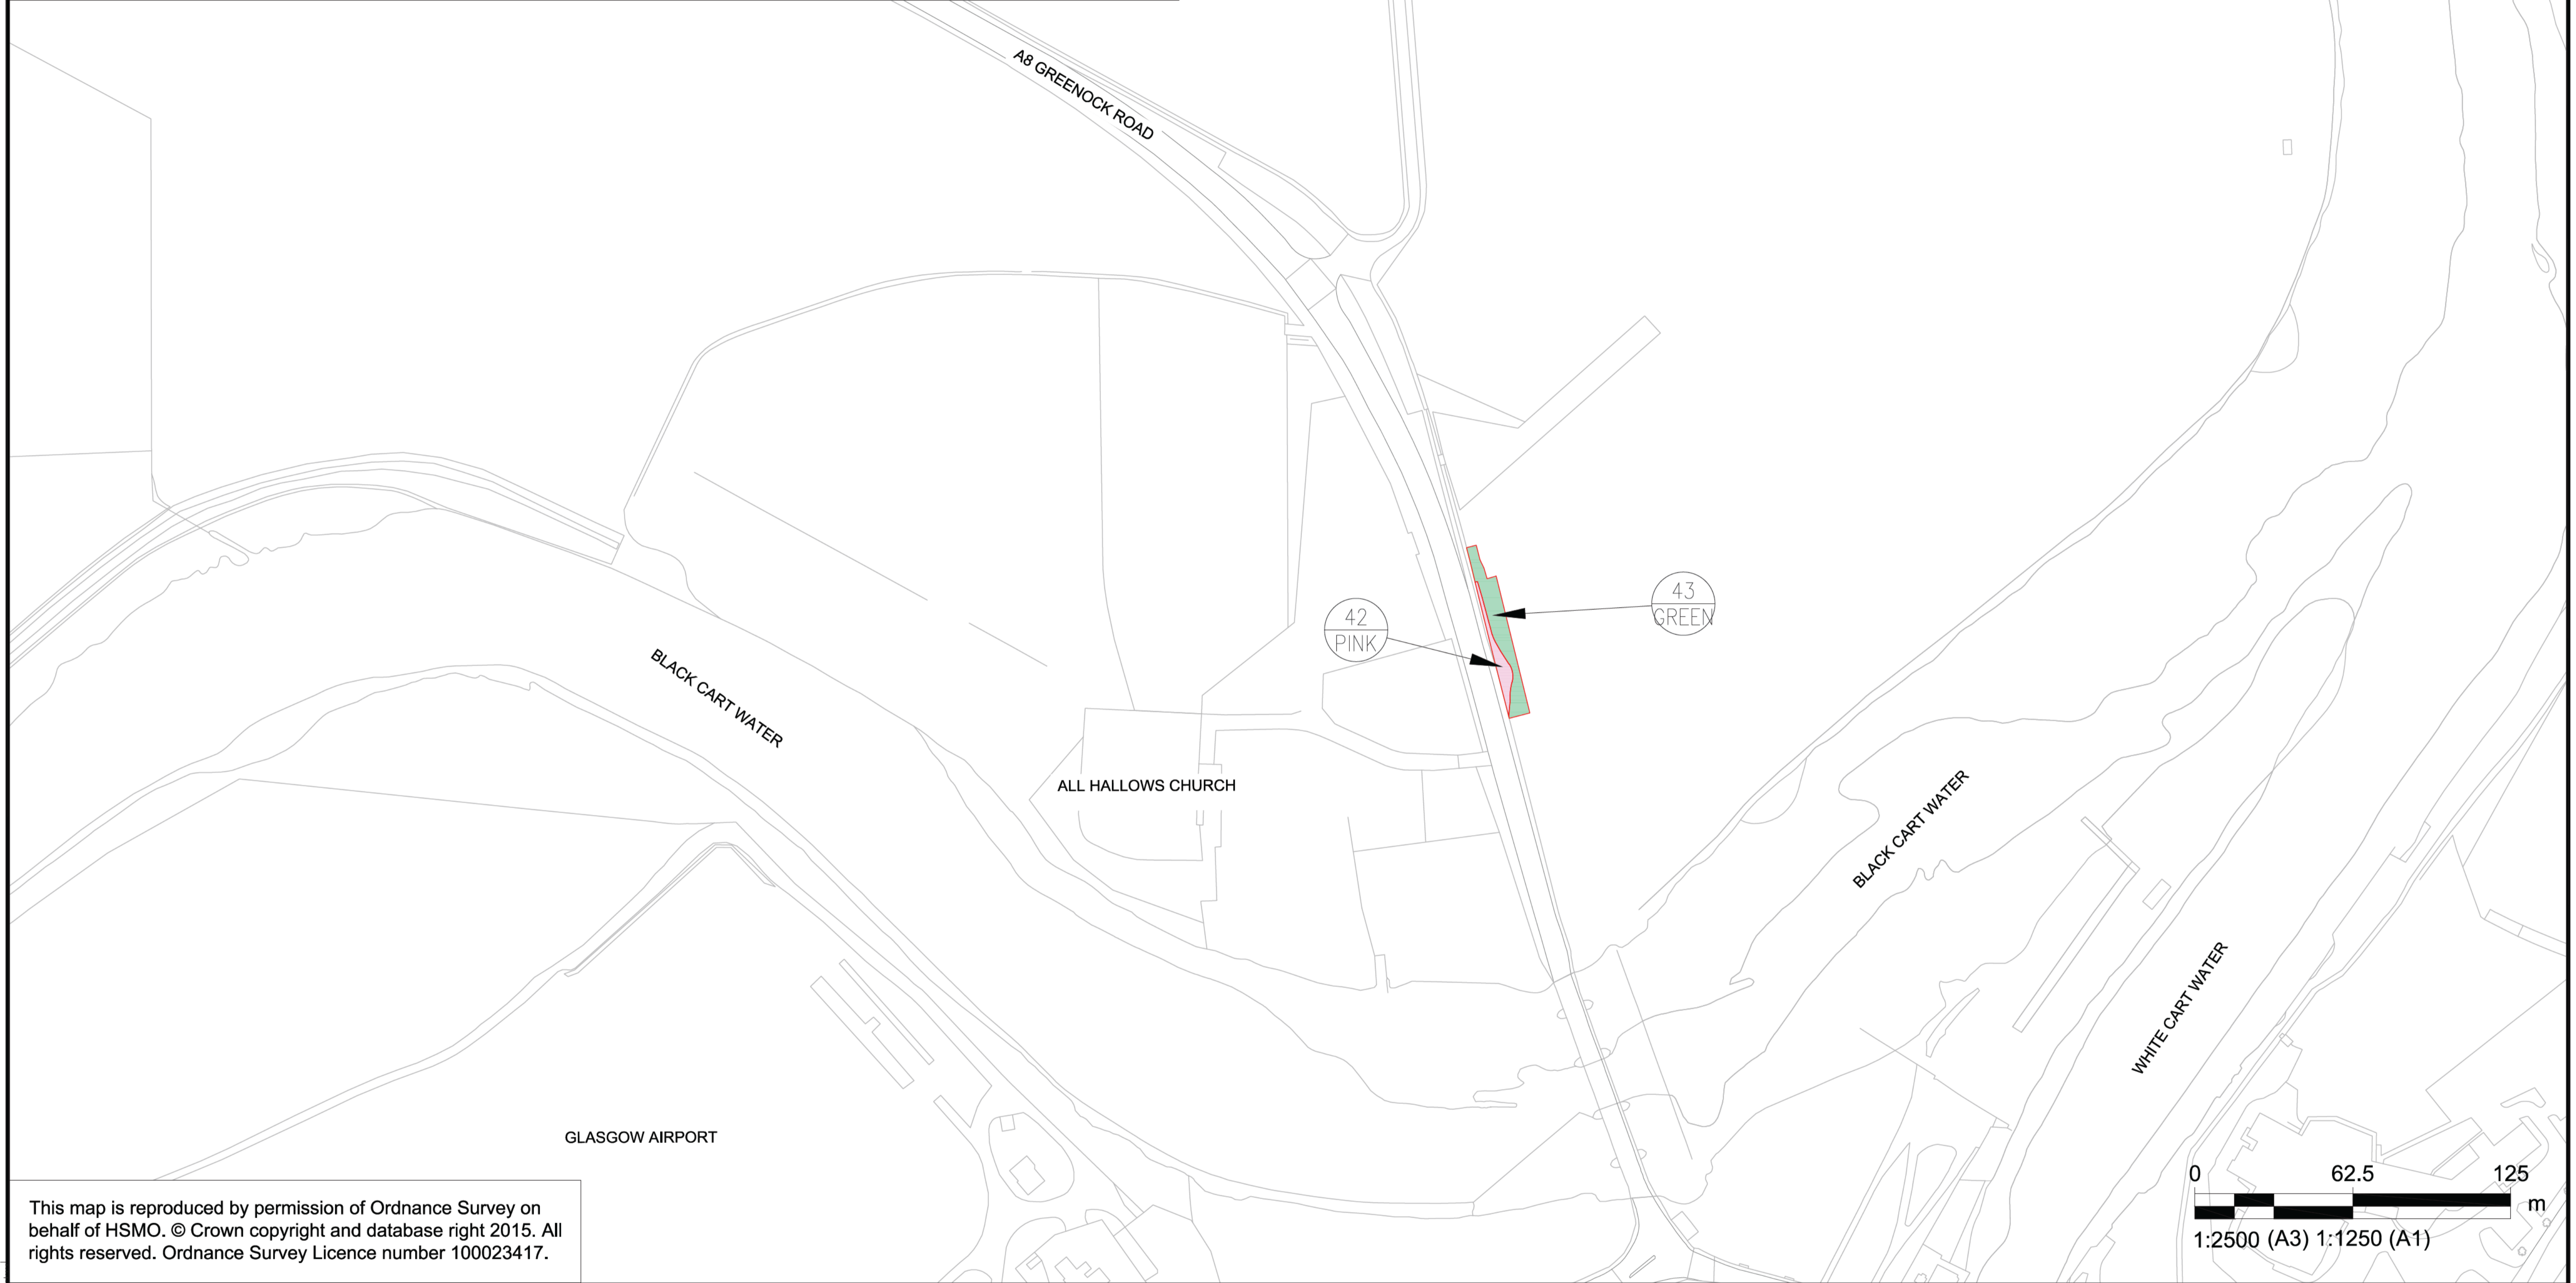 A8 GREENOCK ROAD
43
GREEN
42
PINK
BLACK CART WATER
ALL HALLOWS CHURCH
BLACK CART WATER
WHITE CART WATER
GLASGOW AIRPORT
This map is reproduced by permission of Ordnance Survey on
behalf of HSMO. © Crown copyright and database right 2015. All
rights reserved. Ordnance Survey Licence number 100023417.
0 62.5 125
m
1:2500 (A3) 1:1250 (A1)